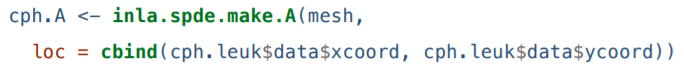 cph.A <- inla.spde.make.A(mesh,
  loc = cbind(cph.leuk$data$xcoord, cph.leuk$data$ycoord))